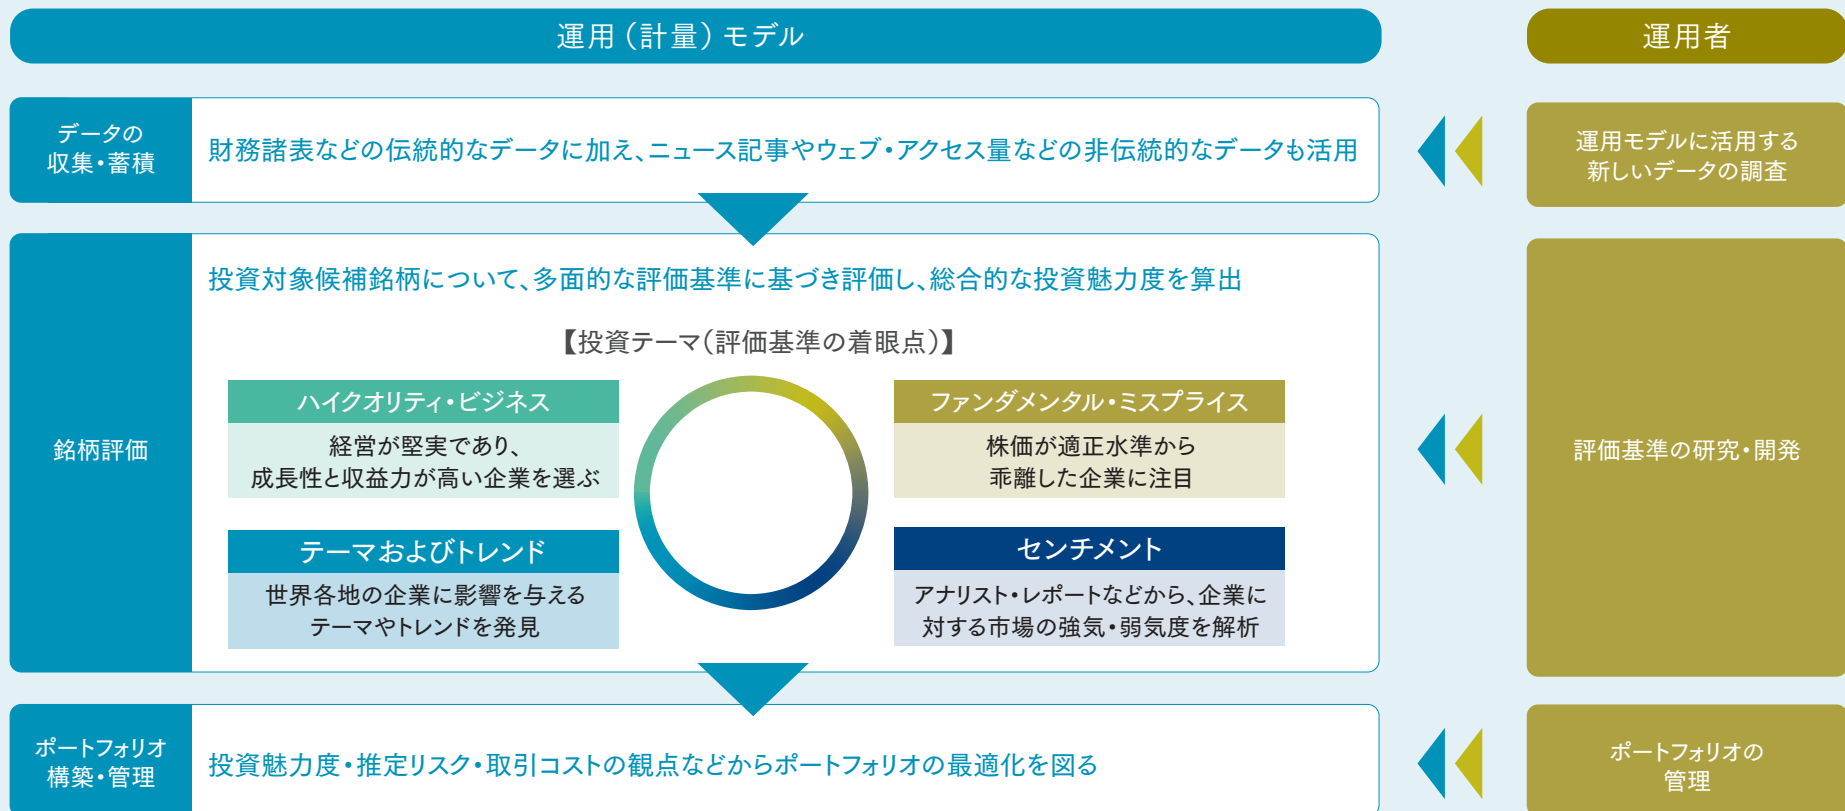 運用（計量）モデル
運用者
データの
収集・蓄積
財務諸表などの伝統的なデータに加え、ニュース記事やウェブ・アクセス量などの非伝統的なデータも活用
運用モデルに活用する
新しいデータの調査
銘柄評価
投資対象候補銘柄について、多面的な評価基準に基づき評価し、総合的な投資魅力度を算出
【投資テーマ（評価基準の着眼点）】
ハイクオリティ・ビジネス
経営が堅実であり、
成長性と収益力が高い企業を選ぶ
ファンダメンタル・ミスプライス
株価が適正水準から
乖離した企業に注目
テーマおよびトレンド
世界各地の企業に影響を与える
テーマやトレンドを発見
センチメント
アナリスト・レポートなどから、企業に
対する市場の強気・弱気度を解析
評価基準の研究・開発
ポートフォリオ
構築・管理
投資魅力度・推定リスク・取引コストの観点などからポートフォリオの最適化を図る
ポートフォリオの
管理